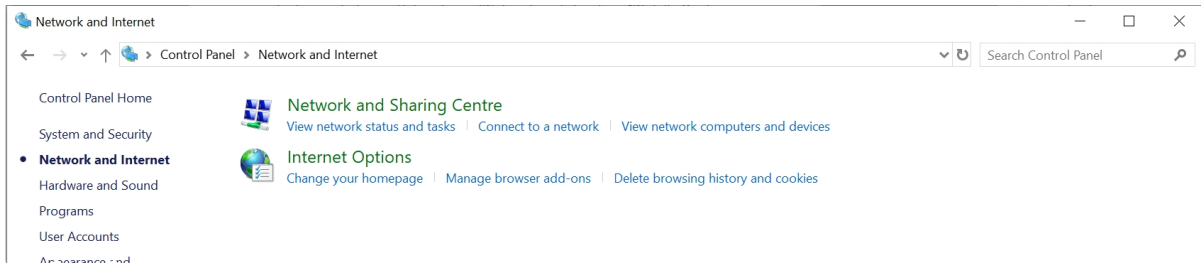 Network and Internet
Control Panel > Network and Internet
Search Control Panel
Control Panel Home
System and Security
Network and Internet
Hardware and Sound
Programs
User Accounts
Network and Sharing Centre
View network status and tasks | Connect to a network | View network computers and devices
Internet Options
Change your homepage | Manage browser add-ons | Delete browsing history and cookies